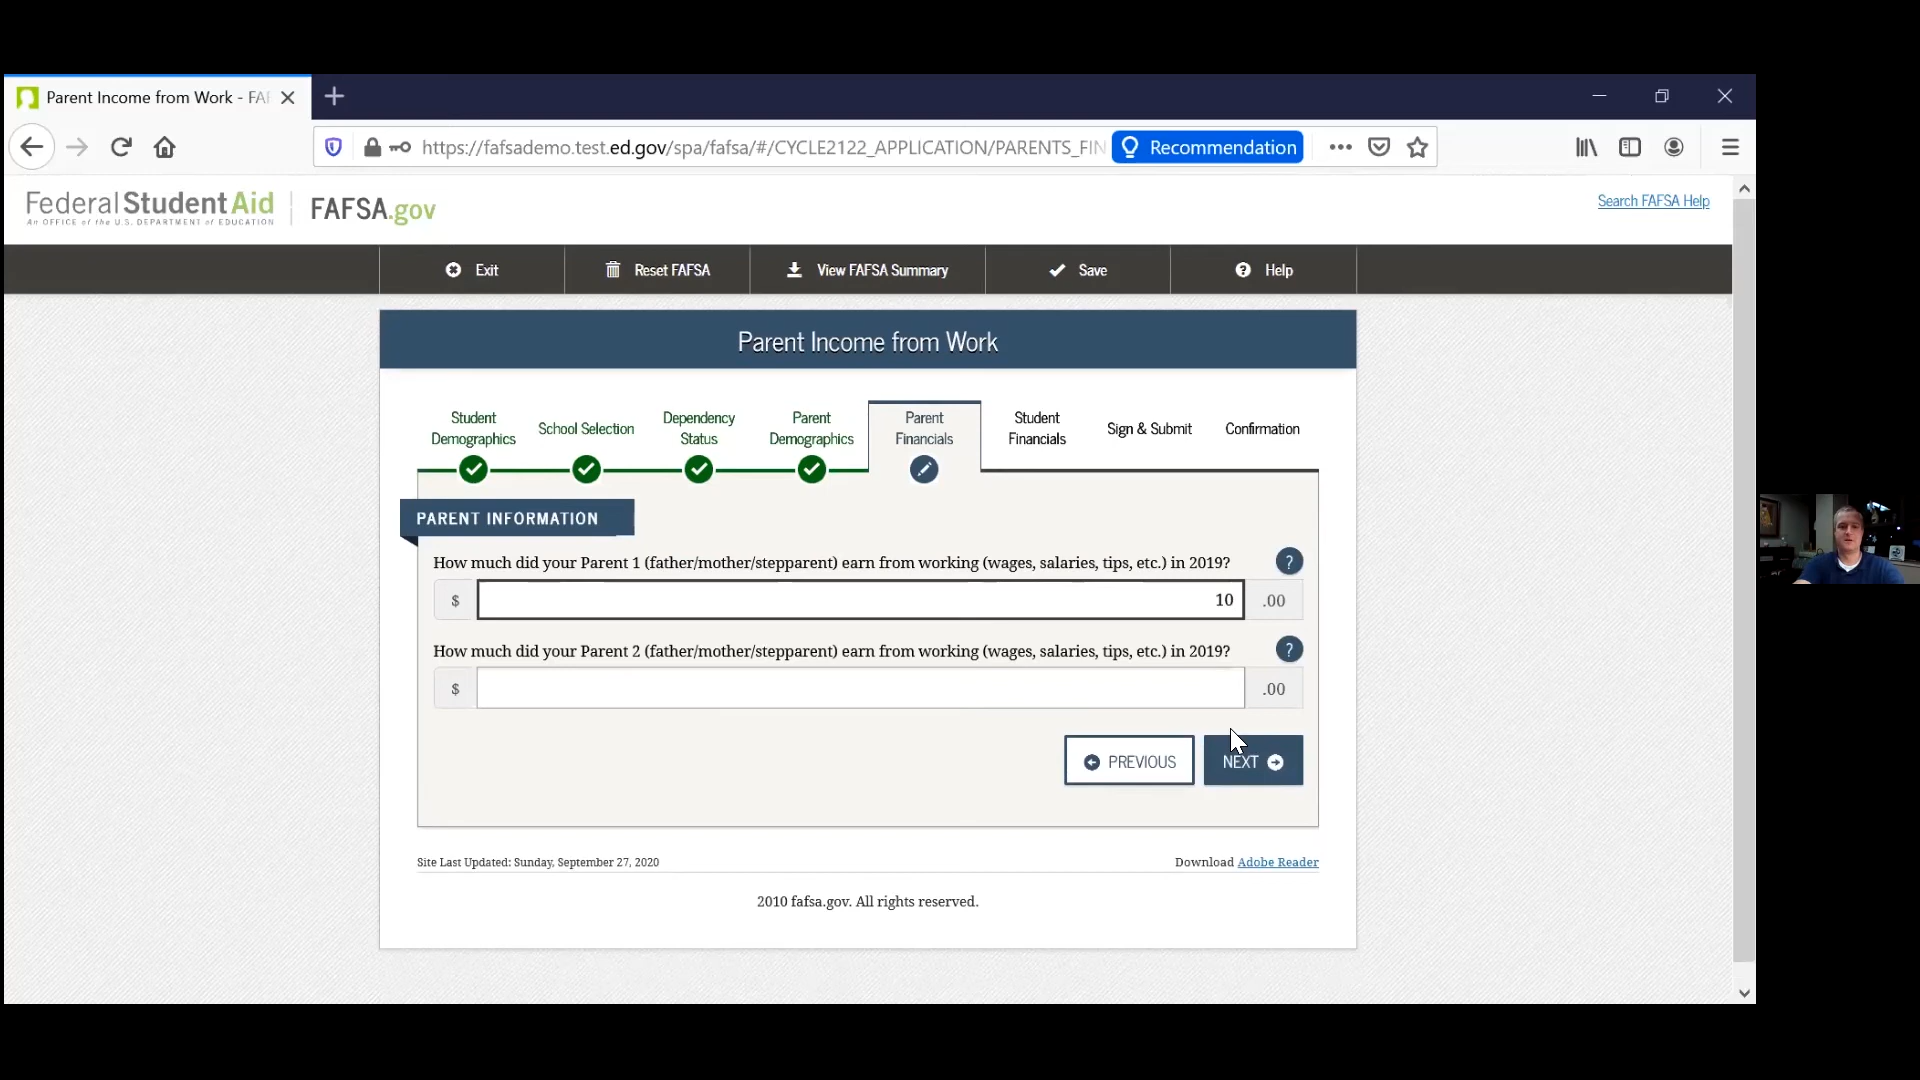 Parent Income from Work - FAF
https://fafsademo.test.ed.gov/spa/fafsa/#/CYCLE2122_APPLICATION/PARENTS_FIN
Recommendation
Federal StudentAid
An OFFICE of the U.S. DEPARTMENT of EDUCATION
FAFSA.gov
Search FAFSA Help
Exit
Reset FAFSA
View FAFSA Summary
Save
Help
Parent Income from Work
Student
Demographics
School Selection
Dependency
Status
Parent
Demographics
Parent
Financials
Student
Financials
Sign & Submit
Confirmation
PARENT INFORMATION
How much did your Parent 1 (father/mother/stepparent) earn from working (wages, salaries, tips, etc.) in 2019?
?
$ 10 .00
How much did your Parent 2 (father/mother/stepparent) earn from working (wages, salaries, tips, etc.) in 2019?
?
$ .00
PREVIOUS
NEXT
Site Last Updated: Sunday, September 27, 2020
Download Adobe Reader
2010 fafsa.gov. All rights reserved.